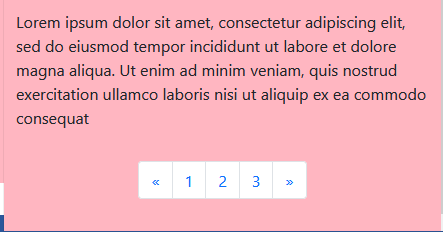 Lorem ipsum dolor sit amet, consectetur adipiscing elit,
sed do eiusmod tempor incididunt ut labore et dolore
magna aliqua. Ut enim ad minim veniam, quis nostrud
exercitation ullamco laboris nisi ut aliquip ex ea commodo
consequat
« 1 2 3 »